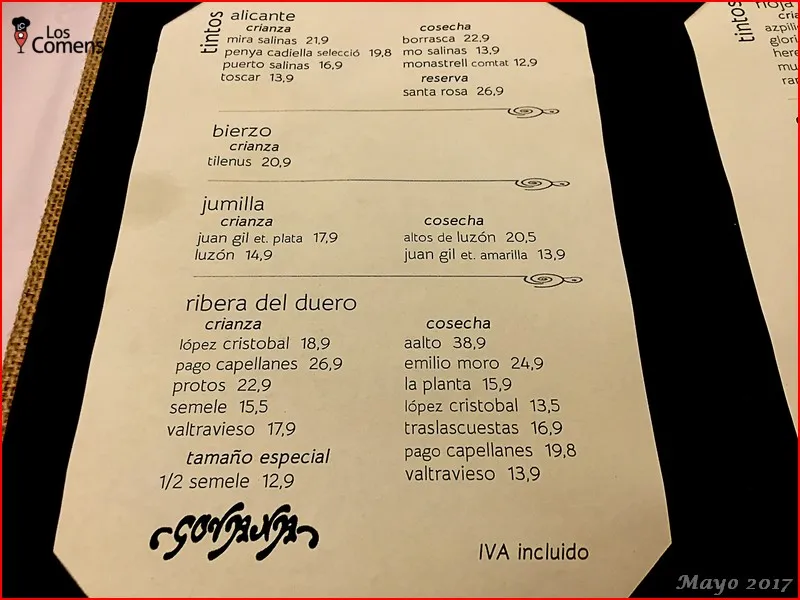 Los
Comens
tintos
alicante
crianza
mira salinas 21,9
penya cadiella selecció 19,8
puerto salinas 16,9
toscar 13,9
cosecha
borrasca 22,9
mo salinas 13,9
monastrell comtat 12,9
reserva
santa rosa 26,9
bierzo
crianza
tilenus 20,9
jumilla
crianza
juan gil et. plata 17,9
luzón 14,9
cosecha
altos de luzón 20,5
juan gil et. amarilla 13,9
ribera del duero
crianza
lópez cristobal 18,9
pago capellanes 26,9
protos 22,9
semele 15,5
valtravieso 17,9
tamaño especial
1/2 semele 12,9
cosecha
aalto 38,9
emilio moro 24,9
la planta 15,9
lópez cristobal 13,5
traslascuestas 16,9
pago capellanes 19,8
valtravieso 13,9
IVA incluido
tintos
Mayo 2017